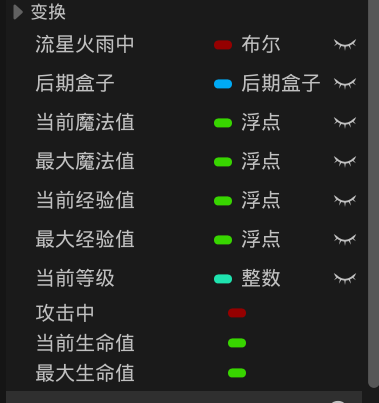 变换
流星火雨中 布尔
后期盒子 后期盒子
当前魔法值 浮点
最大魔法值 浮点
当前经验值 浮点
最大经验值 浮点
当前等级 整数
攻击中
当前生命值
最大生命值